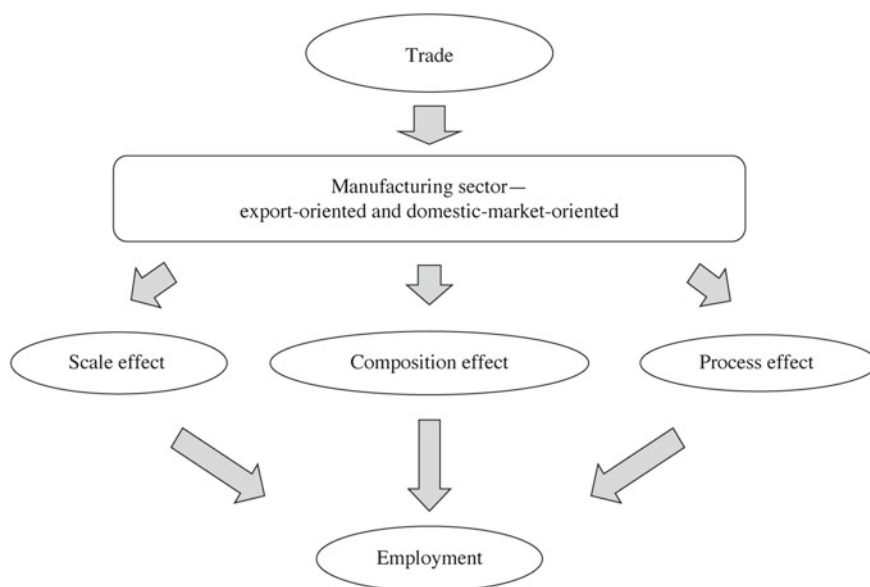 Trade
Manufacturing sector—
export-oriented and domestic-market-oriented
Scale effect
Composition effect
Process effect
Employment